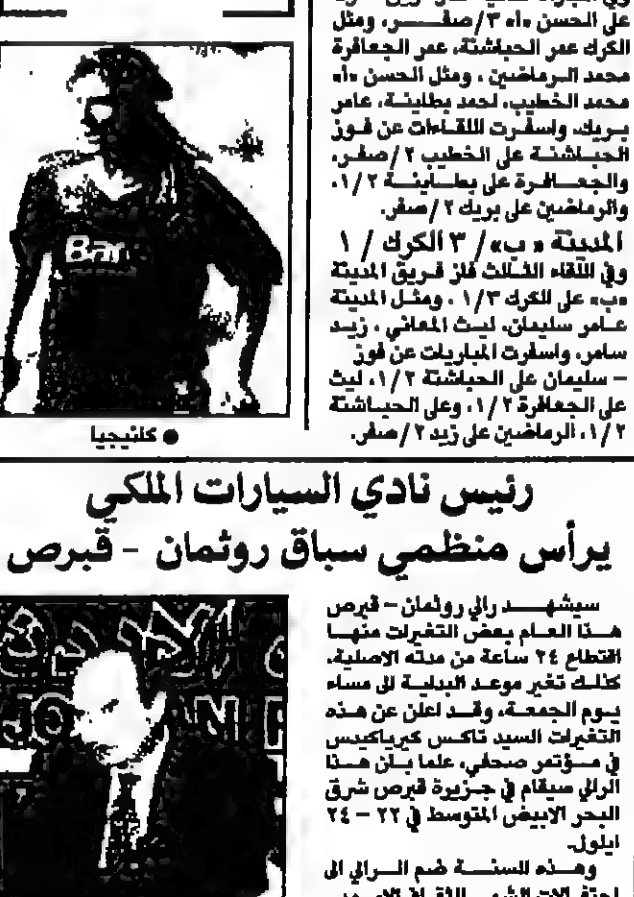 على الحسن «أ» ٣/صفــر، ومثل
الكرك عمر الحباشنة، عمر الجعافرة
محمد الرماضين ، ومثل الحسن «أ»
محمد الخطيب، احمد بطاينة، عامر
بريك، واسفرت اللقاءات عن فوز
الحباشنة على الخطيب ٢/صفر،
والجعافرة على بطاينة ١/٢،
والرماضين على بريك ٢/صفر.
المدينة «ب»/ ٣ الكرك / ١
وفي اللقاء الثالث فاز فريق المدينة
«ب» على الكرك ١/٣ ، ومثل المدينة
عامر سليمان، ليث المعاني ، زيد
سامر، واسفرت المباريات عن فوز
– سليمان على الحباشنة ١/٢، ليث
على الجعافرة ١/٢، وعلى الحباشنة
١/٢، الرماضين على زيد ٢/صفر.
Ban
● كانيجيا
رئيس نادي السيارات الملكي
يرأس منظمي سباق روثمان - قبرص
سيشهد رالي روثمان – قبرص
هذا العام بعض التغيرات منها
اقتطاع ٢٤ ساعة من مدته الاصلية،
كذلك تغير موعد البداية الى مساء
يوم الجمعة، وقد اعلن عن هذه
التغيرات السيد تاكس كيرياكيدس
في مؤتمر صحفي، علما بان هذا
الرالي سيقام في جزيرة قبرص شرق
البحر الابيض المتوسط في ٢٢ – ٢٤
ايلول.
وهذه السنة ضم الرالي الى